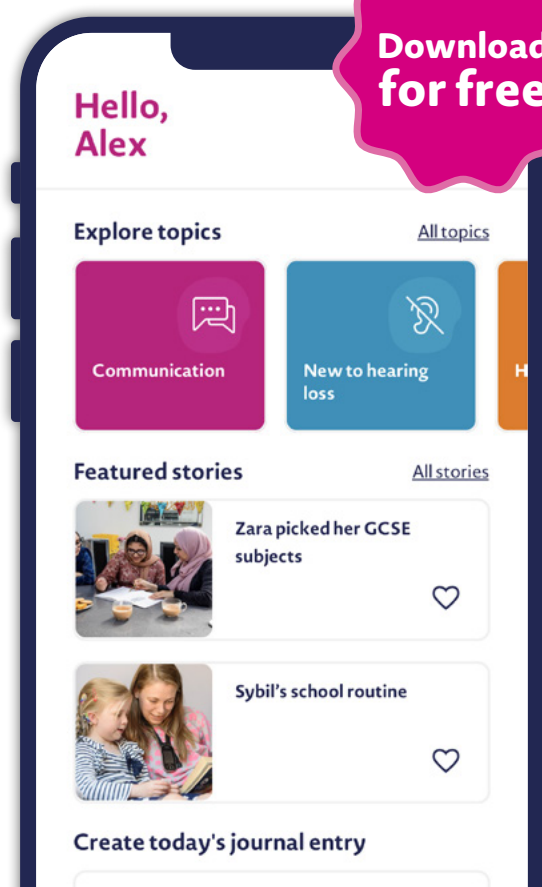 Download
for free
Hello,
Alex
Explore topics
All topics
Communication
New to hearing
loss
H
Featured stories
All stories
Zara picked her GCSE
subjects
Sybil's school routine
Create today's journal entry